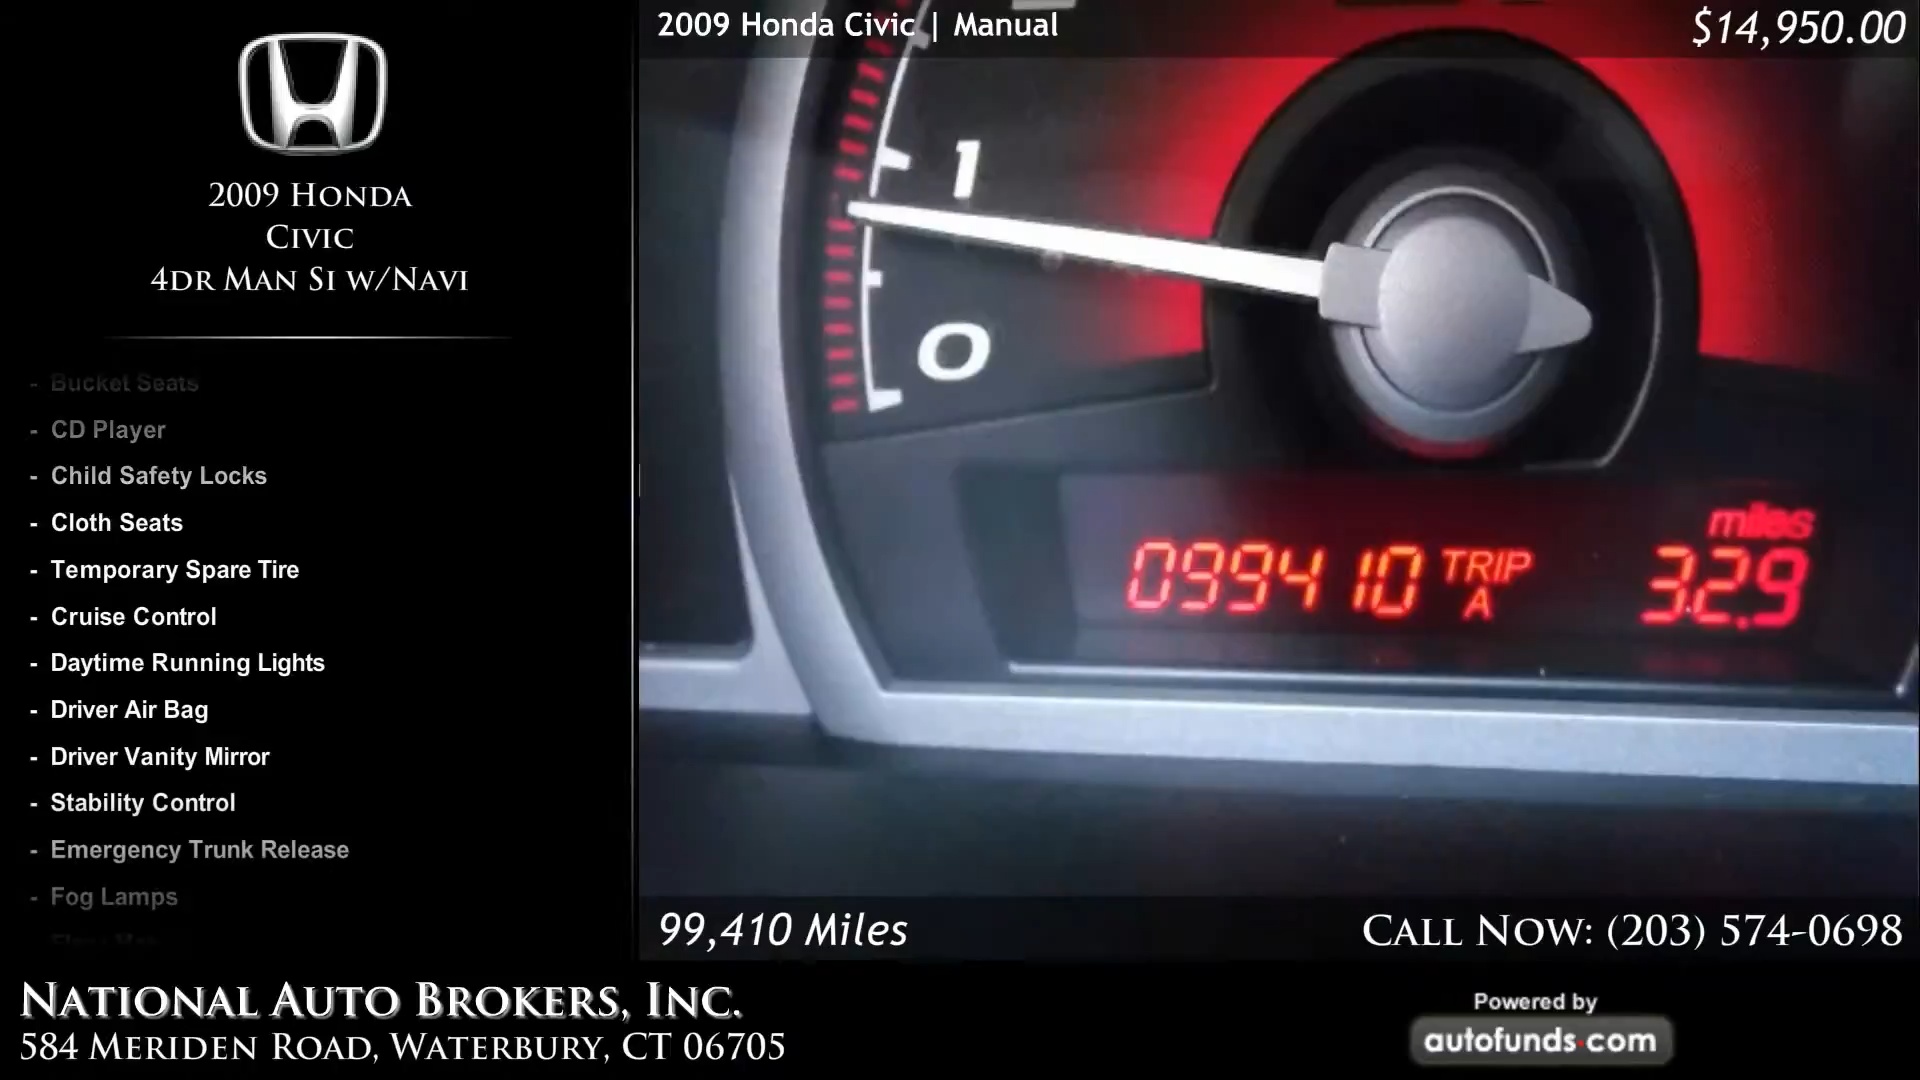 2009 Honda
Civic
4dr Man Si w/Navi
- Bucket Seats
- CD Player
- Child Safety Locks
- Cloth Seats
- Temporary Spare Tire
- Cruise Control
- Daytime Running Lights
- Driver Air Bag
- Driver Vanity Mirror
- Stability Control
- Emergency Trunk Release
- Fog Lamps
2009 Honda Civic | Manual
$14,950.00
1
0
miles
099410 TRIP A 32.9
99,410 Miles
Call Now: (203) 574-0698
National Auto Brokers, Inc.
584 Meriden Road, Waterbury, CT 06705
Powered by
autofunds.com